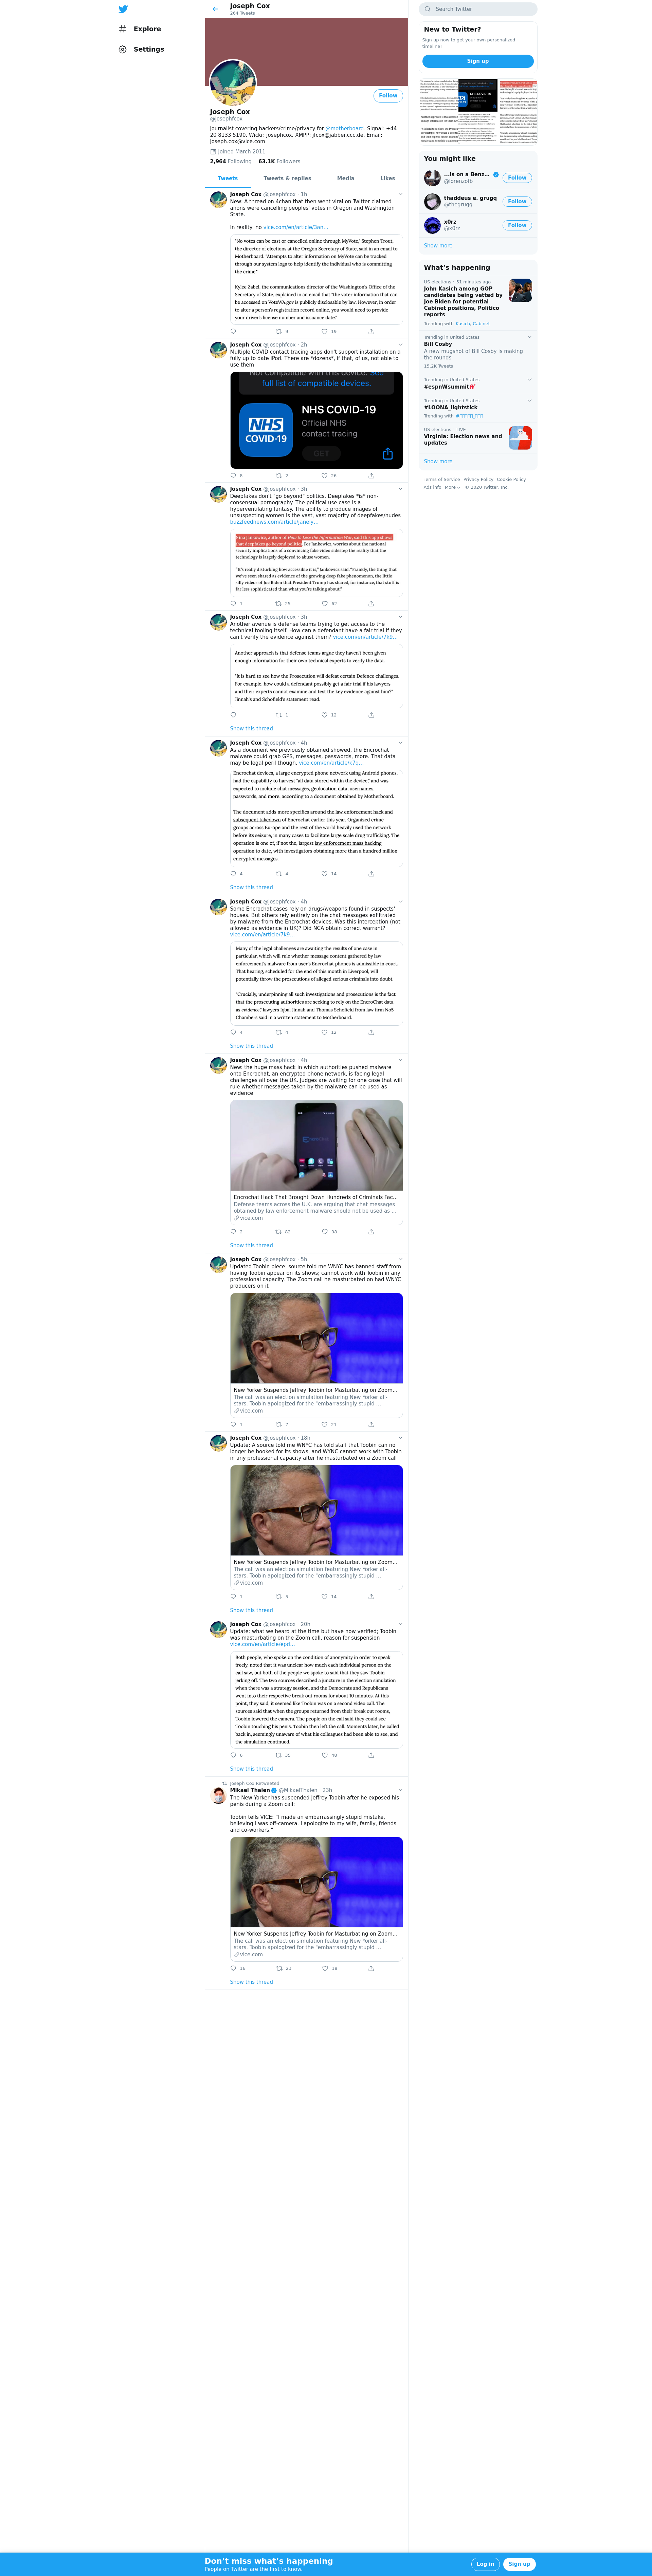 Explore
Settings
Joseph Cox
264 Tweets
Follow
Joseph Cox
@josephfcox
journalist covering hackers/crime/privacy for @motherboard. Signal: +44
20 8133 5190. Wickr: josephcox. XMPP: jfcox@jabber.ccc.de. Email:
joseph.cox@vice.com
Joined March 2011
2,964 Following 63.1K Followers
Tweets Tweets & replies Media Likes
Joseph Cox @josephfcox · 1h
New: A thread on 4chan that then went viral on Twitter claimed
anons were cancelling peoples' votes in Oregon and Washington
State.
In reality: no vice.com/en/article/3an…
"No votes can be cast or cancelled online through MyVote," Stephen Trout,
the director of elections at the Oregon Secretary of State, said in an email to
Motherboard. "Attempts to alter information on MyVote can be tracked
through our system logs to help identify the individual who is committing
the crime."
Kylee Zabel, the communications director of the Washington's Office of the
Secretary of State, explained in an email that "the voter information that can
be accessed on VoteWA.gov is publicly disclosable by law. However, in order
to alter a person's registration record online, you would need to provide
your driver's license number and issuance date."
9 19
Joseph Cox @josephfcox · 2h
Multiple COVID contact tracing apps don't support installation on a
fully up to date iPod. There are *dozens*, if that, of us, not able to
use them
Not compatible with this device. See
full list of compatible devices.
NHS
COVID-19
NHS COVID-19
Official NHS
contact tracing
GET
6 2 16
Joseph Cox @josephfcox · 3h
Deepfakes don't "go beyond" politics. Deepfakes *is* non-
consensual pornography. The political use case is a
hyperventilating fantasy. The ability to produce images of
unsuspecting women is the vast, vast majority of deepfakes/nudes
buzzfeednews.com/article/janely…
Nina Jankowicz, author of How to Lose the Information War, said this app shows
that deepfakes go beyond politics. For Jankowicz, worries about the national
security implications of a convincing fake video sidestep the reality that the
technology is largely deployed to abuse women.
"It's really disturbing how accessible it is," Jankowicz said. "Frankly, the thing that
we've seen shared as evidence of the growing deep fake phenomenon, the little
silly videos of Joe Biden that President Trump has shared, for instance, that stuff is
far less sophisticated than what you're talking about."
1 25 62
Joseph Cox @josephfcox · 3h
Another avenue is defense teams trying to get access to the
technical tooling itself. How can a defendant have a fair trial if they
can't verify the evidence against them? vice.com/en/article/7k9…
Another approach is that defense teams argue they haven't been given
enough information for their own technical experts to verify the data.
"It is hard to see how the Prosecution will defeat certain Defence challenges.
For example, how could a defendant possibly get a fair trial if his lawyers
and their experts cannot examine and test the key evidence against him?"
Jinnah's and Schofield's statement read.
1 12
Show this thread
Joseph Cox @josephfcox · 4h
As a document we previously obtained showed, the Encrochat
malware could grab GPS, messages, passwords, more. That data
may be legal peril though. vice.com/en/article/k7q…
Encrochat devices, a large encrypted phone network using Android phones,
had the capability to harvest "all data stored within the device," and was
expected to include chat messages, geolocation data, usernames,
passwords, and more, according to a document obtained by Motherboard.
The document adds more specifics around the law enforcement hack and
subsequent takedown of Encrochat earlier this year. Organised crime
groups across Europe and the rest of the world heavily used the network
before its seizure, in many cases to facilitate large scale drug trafficking. The
operation is one of, if not the, largest law enforcement mass hacking
operation to date, with investigators obtaining more than a hundred million
encrypted messages.
4 4 14
Show this thread
Joseph Cox @josephfcox · 4h
Some Encrochat cases rely on drugs/weapons found in suspects'
houses. But others rely entirely on the chat messages exfiltrated
by malware from the Encrochat devices. Was this interception (not
allowed as evidence in UK)? Did NCA obtain correct warrant?
vice.com/en/article/7k9…
Many of the legal challenges are awaiting the results of one case in
particular, which will rule whether message content gathered by law
enforcement's malware from user's Encrochat phones is admissible in court.
That hearing, scheduled for the end of this month in Liverpool, will
potentially throw the prosecutions of alleged serious criminals into doubt.
"Crucially, underpinning all such investigations and prosecutions is the fact
that the prosecuting authorities are seeking to rely on the EncroChat data
as evidence," lawyers Iqbal Jinnah and Thomas Schofield from law firm No5
Chambers said in a written statement to Motherboard.
4 4 12
Show this thread
Joseph Cox @josephfcox · 4h
New: the huge mass hack in which authorities pushed malware
onto Encrochat, an encrypted phone network, is facing legal
challenges all over the UK. Judges are waiting for one case that will
rule whether messages taken by the malware can be used as
evidence
Encrochat Hack That Brought Down Hundreds of Criminals Fac…
Defense teams across the U.K. are arguing that chat messages
obtained by law enforcement malware should not be used as …
vice.com
2 82 98
Show this thread
Joseph Cox @josephfcox · 5h
Updated Toobin piece: source told me WNYC has banned staff from
having Toobin appear on its shows; cannot work with Toobin in any
professional capacity. The Zoom call he masturbated on had WNYC
producers on it
New Yorker Suspends Jeffrey Toobin for Masturbating on Zoom…
The call was an election simulation featuring New Yorker all-
stars. Toobin apologized for the "embarrassingly stupid …
vice.com
1 7 21
Joseph Cox @josephfcox · 18h
Update: A source told me WNYC has told staff that Toobin can no
longer be booked for its shows, and WYNC cannot work with Toobin
in any professional capacity after he masturbated on a Zoom call
New Yorker Suspends Jeffrey Toobin for Masturbating on Zoom…
The call was an election simulation featuring New Yorker all-
stars. Toobin apologized for the "embarrassingly stupid …
vice.com
1 5 14
Show this thread
Joseph Cox @josephfcox · 20h
Update: what we heard at the time but have now verified; Toobin
was masturbating on the Zoom call, reason for suspension
vice.com/en/article/epd…
Both people, who spoke on the condition of anonymity in order to speak
freely, noted that it was unclear how much each individual person on the
call saw, but both of the people we spoke to said that they saw Toobin
jerking off. The two sources described a juncture in the election simulation
when there was a strategy session, and the Democrats and Republicans
went into their respective break out rooms for about 10 minutes. At this
point, they said, it seemed like Toobin was on a second video call. The
sources said that when the groups returned from their break out rooms,
Toobin lowered the camera. The people on the call said they could see
Toobin touching his penis. Toobin then left the call. Moments later, he called
back in, seemingly unaware of what his colleagues had been able to see, and
the simulation continued.
6 35 40
Show this thread
Joseph Cox Retweeted
Mikael Thalen @MikaelThalen · 23h
The New Yorker has suspended Jeffrey Toobin after he exposed his
penis during a Zoom call:
Toobin tells VICE: "I made an embarrassingly stupid mistake,
believing I was off-camera. I apologize to my wife, family, friends
and co-workers."
New Yorker Suspends Jeffrey Toobin for Masturbating on Zoom…
The call was an election simulation featuring New Yorker all-
stars. Toobin apologized for the "embarrassingly stupid …
vice.com
16 23 18
Show this thread
Search Twitter
New to Twitter?
Sign up now to get your own personalized
timeline!
Sign up
You might like
...is on a Benz…
@lorenzofb
Follow
thaddeus e. grugq
@thegrugq
Follow
x0rz
@x0rz
Follow
Show more
What's happening
US elections · 51 minutes ago
John Kasich among GOP
candidates being vetted by
Joe Biden for potential
Cabinet positions, Politico
reports
Trending with Kasich, Cabinet
Trending in United States
Bill Cosby
A new mugshot of Bill Cosby is making
the rounds
10.2K Tweets
Trending in United States
#espnWsummit
Trending in United States
#LOONA_lightstick
Trending with
US elections · LIVE
Virginia: Election news and
updates
Show more
Terms of Service Privacy Policy Cookie Policy
Ads info More © 2020 Twitter, Inc.
Don't miss what's happening
People on Twitter are the first to know.
Log in Sign up